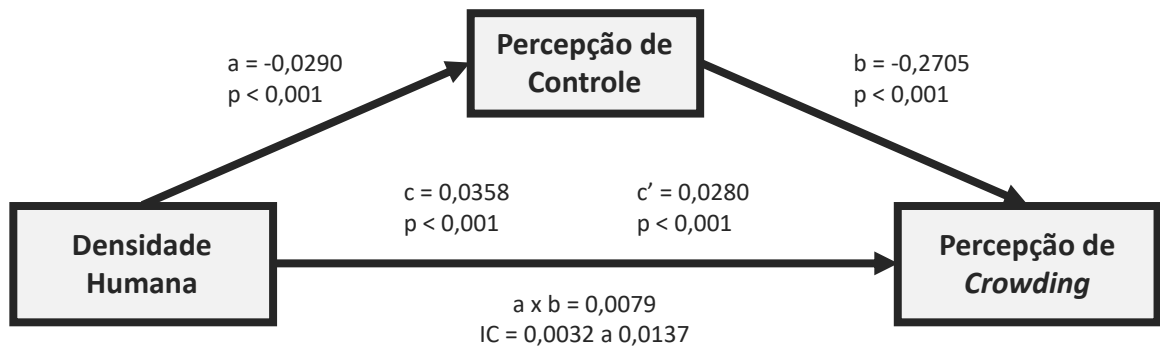 Percepção de
Controle
a = -0,0290
p < 0,001
b = -0,2705
p < 0,001
c = 0,0358
p < 0,001
c’ = 0,0280
p < 0,001
Densidade
Humana
Percepção de
Crowding
a x b = 0,0079
IC = 0,0032 a 0,0137